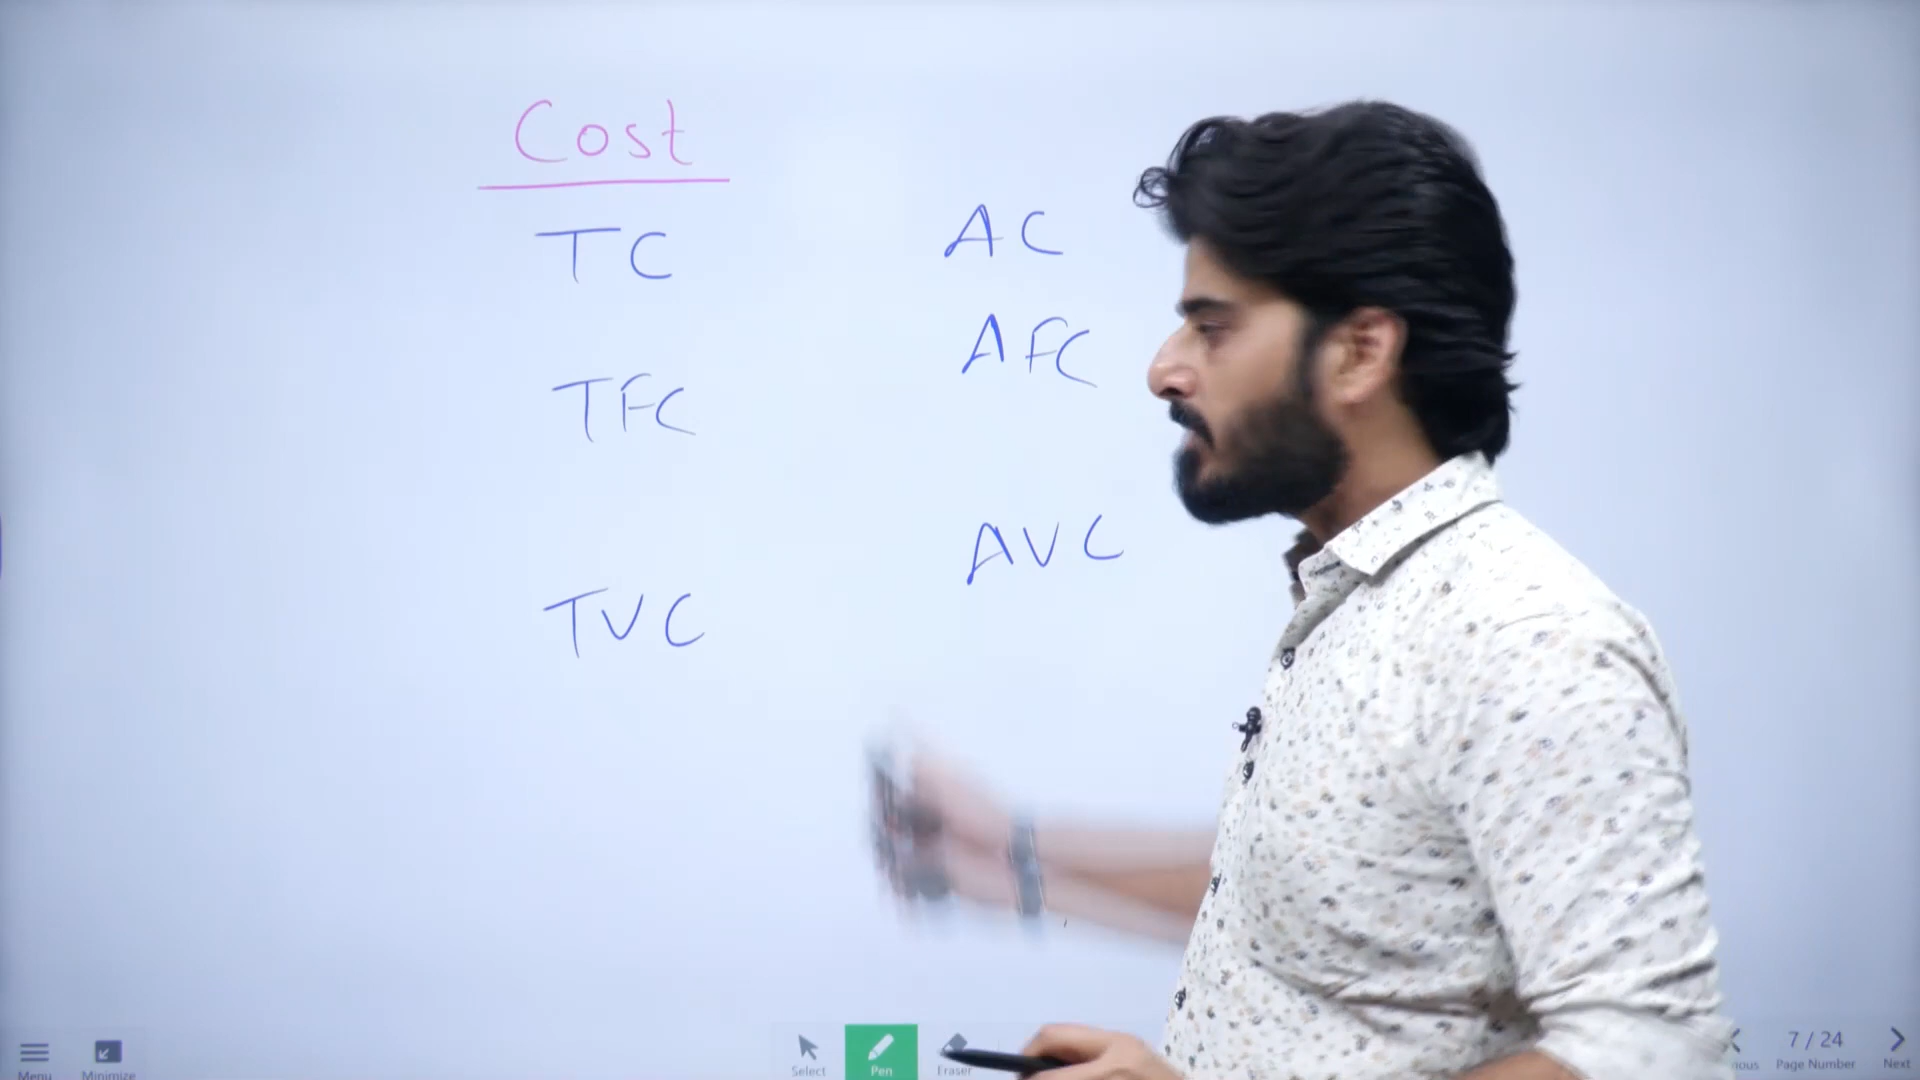 Cost
TC
AC
TFC
AFC
TVC
AVC
Menu
Minimize
Select
Pen
Eraser
7 / 24
Page Number
Next